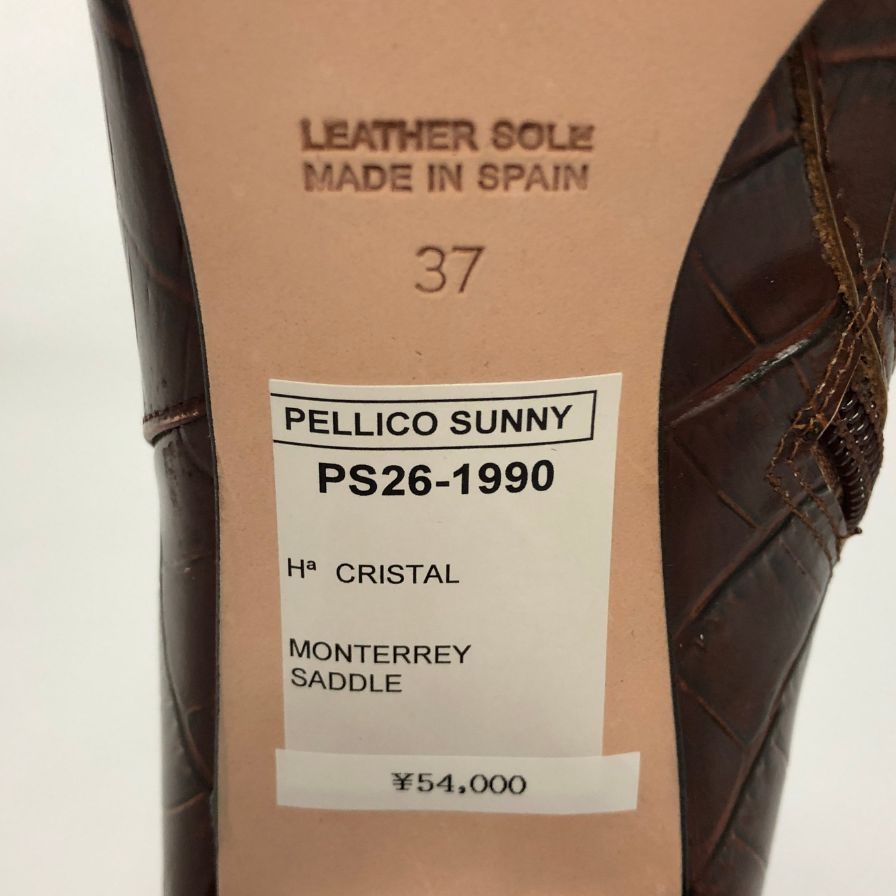 LEATHER SOLE
MADE IN SPAIN
37
PELLICO SUNNY
PS26-1990
Hª CRISTAL
MONTERREY
SADDLE
¥54,000